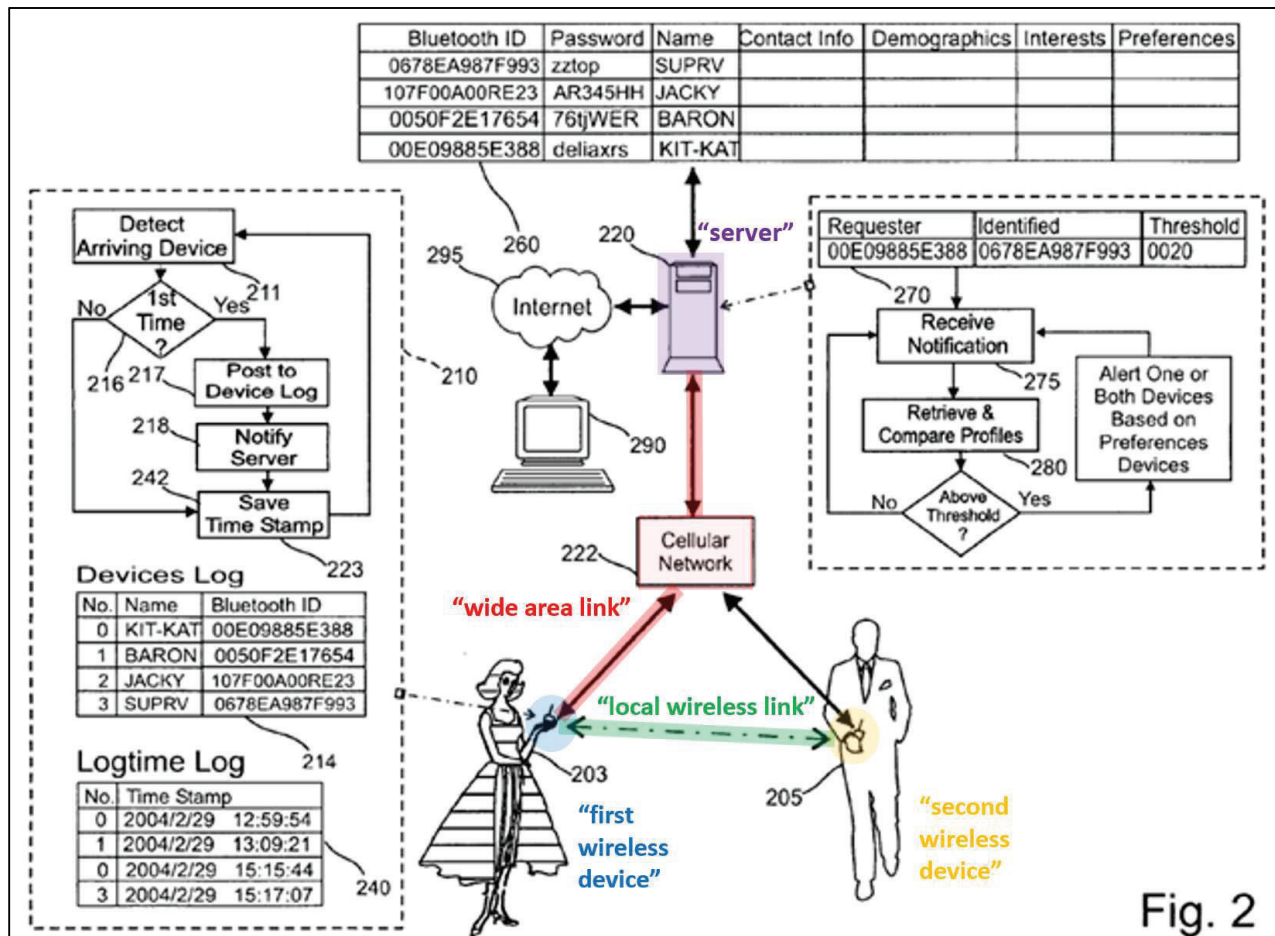 Bluetooth ID Password Name Contact Info Demographics Interests Preferences
0678EA987F993 zztop SUPRV
107F00A00RE23 AR345HH JACKY
0050F2E17654 76tjWER BARON
00E09885E388 deliaxrs KIT-KAT
260
220
"server"
295
Internet
290
Detect
Arriving Device
211
No
1st
Time
?
Yes
216
217
Post to
Device Log
210
218
Notify
Server
242
Save
Time Stamp
223
Devices Log
No. Name Bluetooth ID
0 KIT-KAT 00E09885E388
1 BARON 0050F2E17654
2 JACKY 107F00A00RE23
3 SUPRV 0678EA987F993
214
Logtime Log
No. Time Stamp
0 2004/2/29 12:59:54
1 2004/2/29 13:09:21
0 2004/2/29 15:15:44
3 2004/2/29 15:17:07
240
Requester Identified Threshold
00E09885E388 0678EA987F993 0020
270
Receive
Notification
275
Retrieve &
Compare Profiles
280
No
Above
Threshold
?
Yes
Alert One or
Both Devices
Based on
Preferences
Devices
Cellular
Network
222
"wide area link"
"local wireless link"
203
205
"first
wireless
device"
"second
wireless
device"
Fig. 2